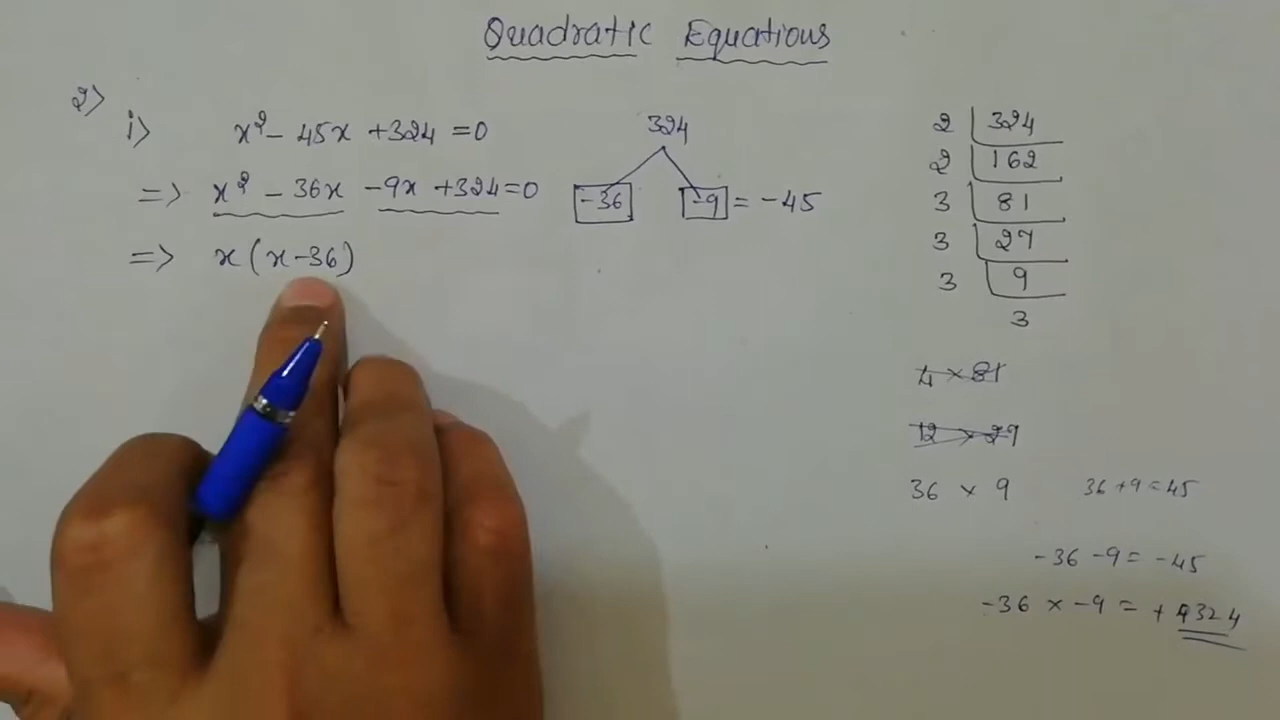 Quadratic Equations
2>
i> x² - 45x + 324 = 0
=> x² - 36x - 9x + 324 = 0
=> x(x-36)
324
-36 -9 = -45
2 | 324
2 | 162
3 | 81
3 | 27
3 | 9
3
4 × 81
12 × 27
36 × 9 36+9=45
-36 -9 = -45
-36 × -9 = + 324